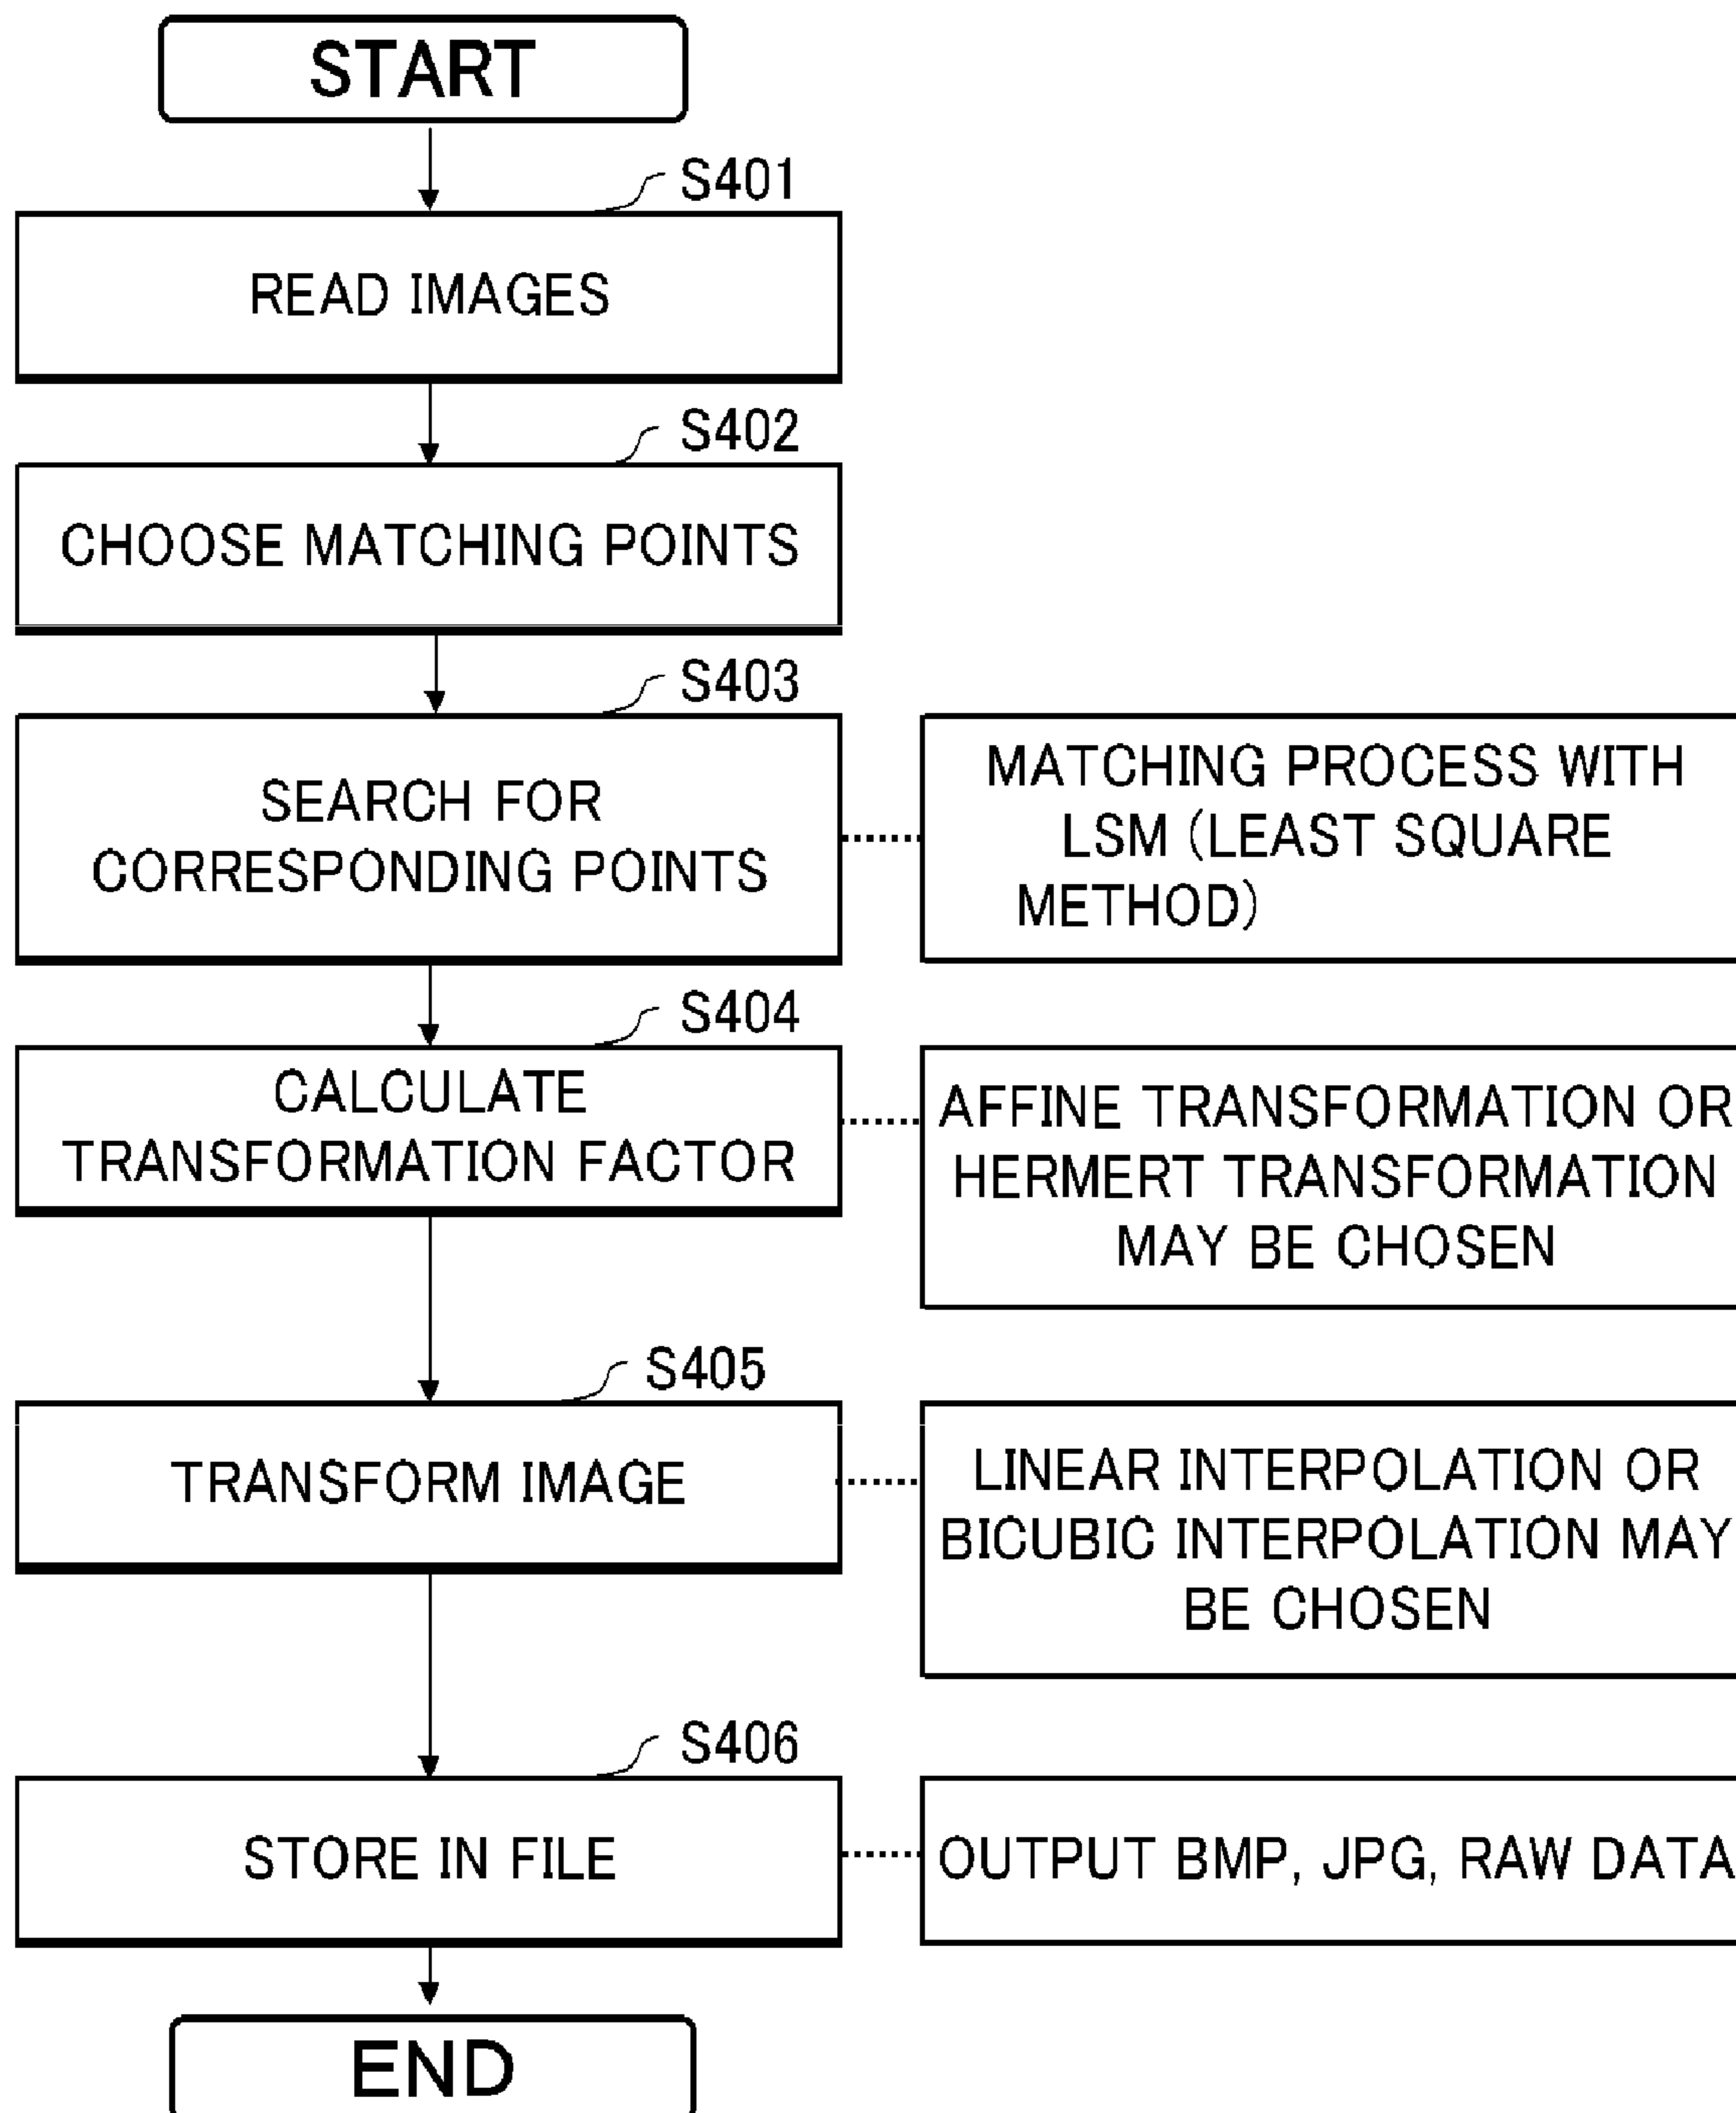 START
S401
READ IMAGES
S402
CHOOSE MATCHING POINTS
S403
SEARCH FOR
CORRESPONDING POINTS
MATCHING PROCESS WITH
LSM (LEAST SQUARE
METHOD)
S404
CALCULATE
TRANSFORMATION FACTOR
AFFINE TRANSFORMATION OR
HERMERT TRANSFORMATION
MAY BE CHOSEN
S405
TRANSFORM IMAGE
LINEAR INTERPOLATION OR
BICUBIC INTERPOLATION MAY
BE CHOSEN
S406
STORE IN FILE
OUTPUT BMP, JPG, RAW DATA
END